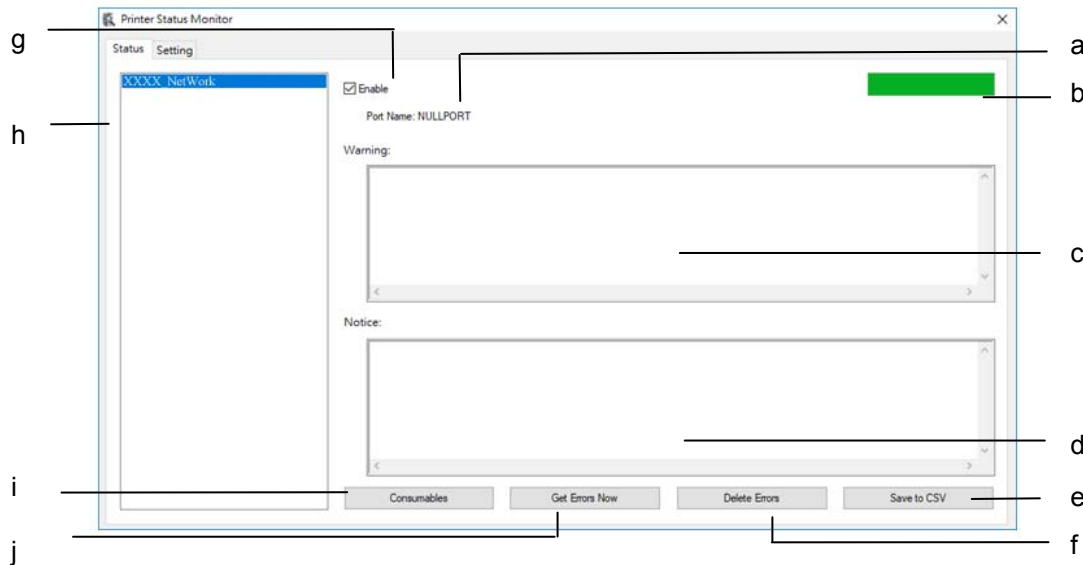 Printer Status Monitor
g
Status Setting
a
XXXX_NetWork
Enable
b
Port Name: NULLPORT
h
Warning:
c
Notice:
d
i
Consumables Get Errors Now Delete Errors Save to CSV
e
j
f